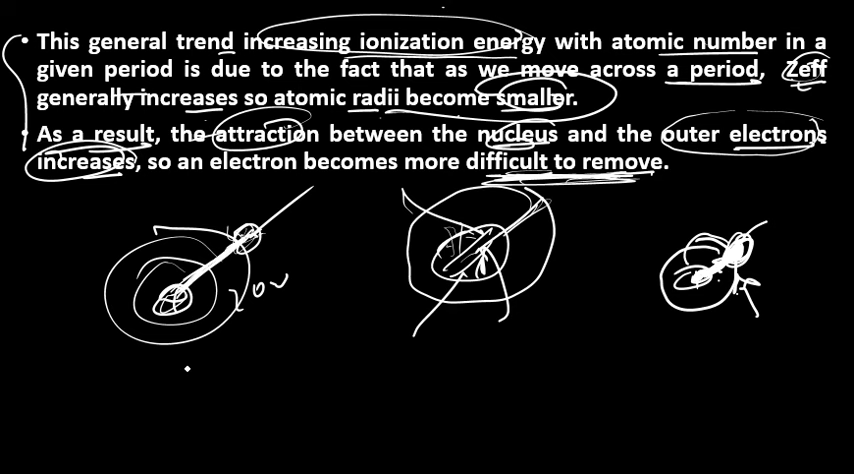 • This general trend increasing ionization energy with atomic number in a
given period is due to the fact that as we move across a period, Zeff
generally increases so atomic radii become smaller.
• As a result, the attraction between the nucleus and the outer electrons
increases, so an electron becomes more difficult to remove.